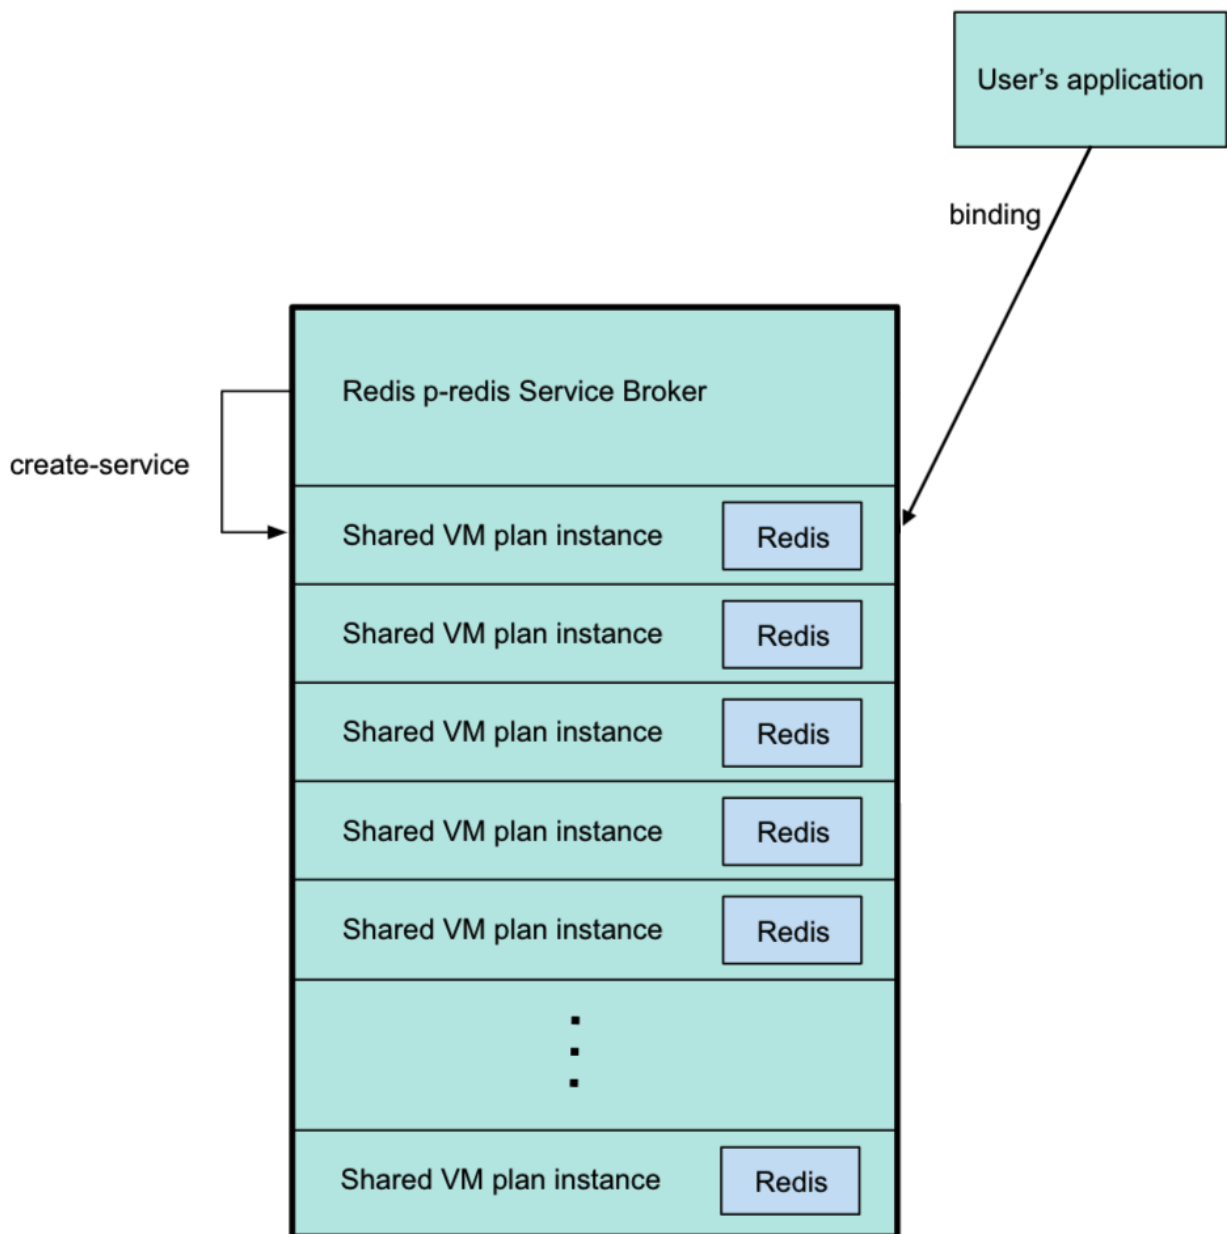 User’s application
binding
Redis p-redis Service Broker
create-service
Shared VM plan instance
Redis
Shared VM plan instance
Redis
Shared VM plan instance
Redis
Shared VM plan instance
Redis
Shared VM plan instance
Redis
Shared VM plan instance
Redis